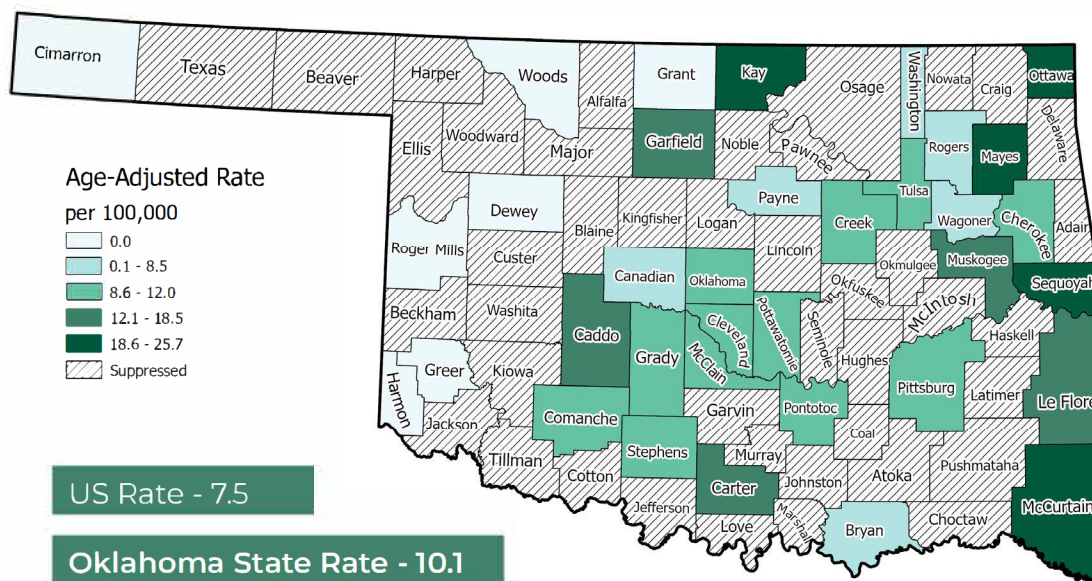 Cimarron
Texas
Beaver
Harper
Woods
Alfalfa
Grant
Kay
Osage
Washington
Nowata
Craig
Ottawa
Delaware
Ellis
Woodward
Major
Garfield
Noble
Pawnee
Rogers
Mayes
Tulsa
Age-Adjusted Rate
per 100,000
0.0
0.1 - 8.5
8.6 - 12.0
12.1 - 18.5
18.6 - 25.7
Suppressed
Roger Mills
Dewey
Custer
Blaine
Kingfisher
Logan
Payne
Creek
Wagoner
Cherokee
Adair
Lincoln
Canadian
Oklahoma
Okmulgee
Muskogee
Okfuskee
Sequoyah
McIntosh
Beckham
Washita
Caddo
Grady
Cleveland
McClain
Pottawatomie
Seminole
Hughes
Haskell
Pittsburg
Latimer
Le Flore
Harmon
Greer
Kiowa
Jackson
Comanche
Tillman
Cotton
Stephens
Garvin
Pontotoc
Coal
Murray
Johnston
Atoka
Pushmataha
McCurtain
Jefferson
Carter
Love
Marshall
Bryan
Choctaw
US Rate - 7.5
Oklahoma State Rate - 10.1